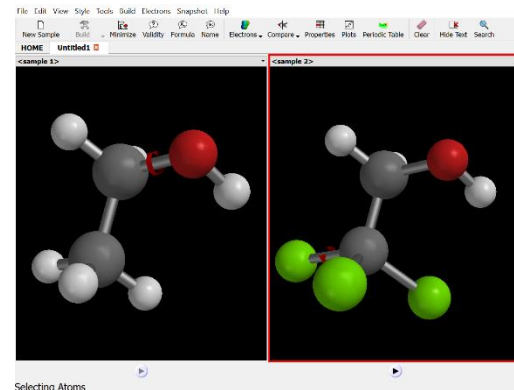 File Edit View Style Tools Build Electrons Snapshot Help
New Sample Build Minimize Validity Formula Name Electrons Compare Properties Plots Periodic Table Clear Hide Text Search
HOME Untitled1
<sample 1> <sample 2>
Selecting Atoms